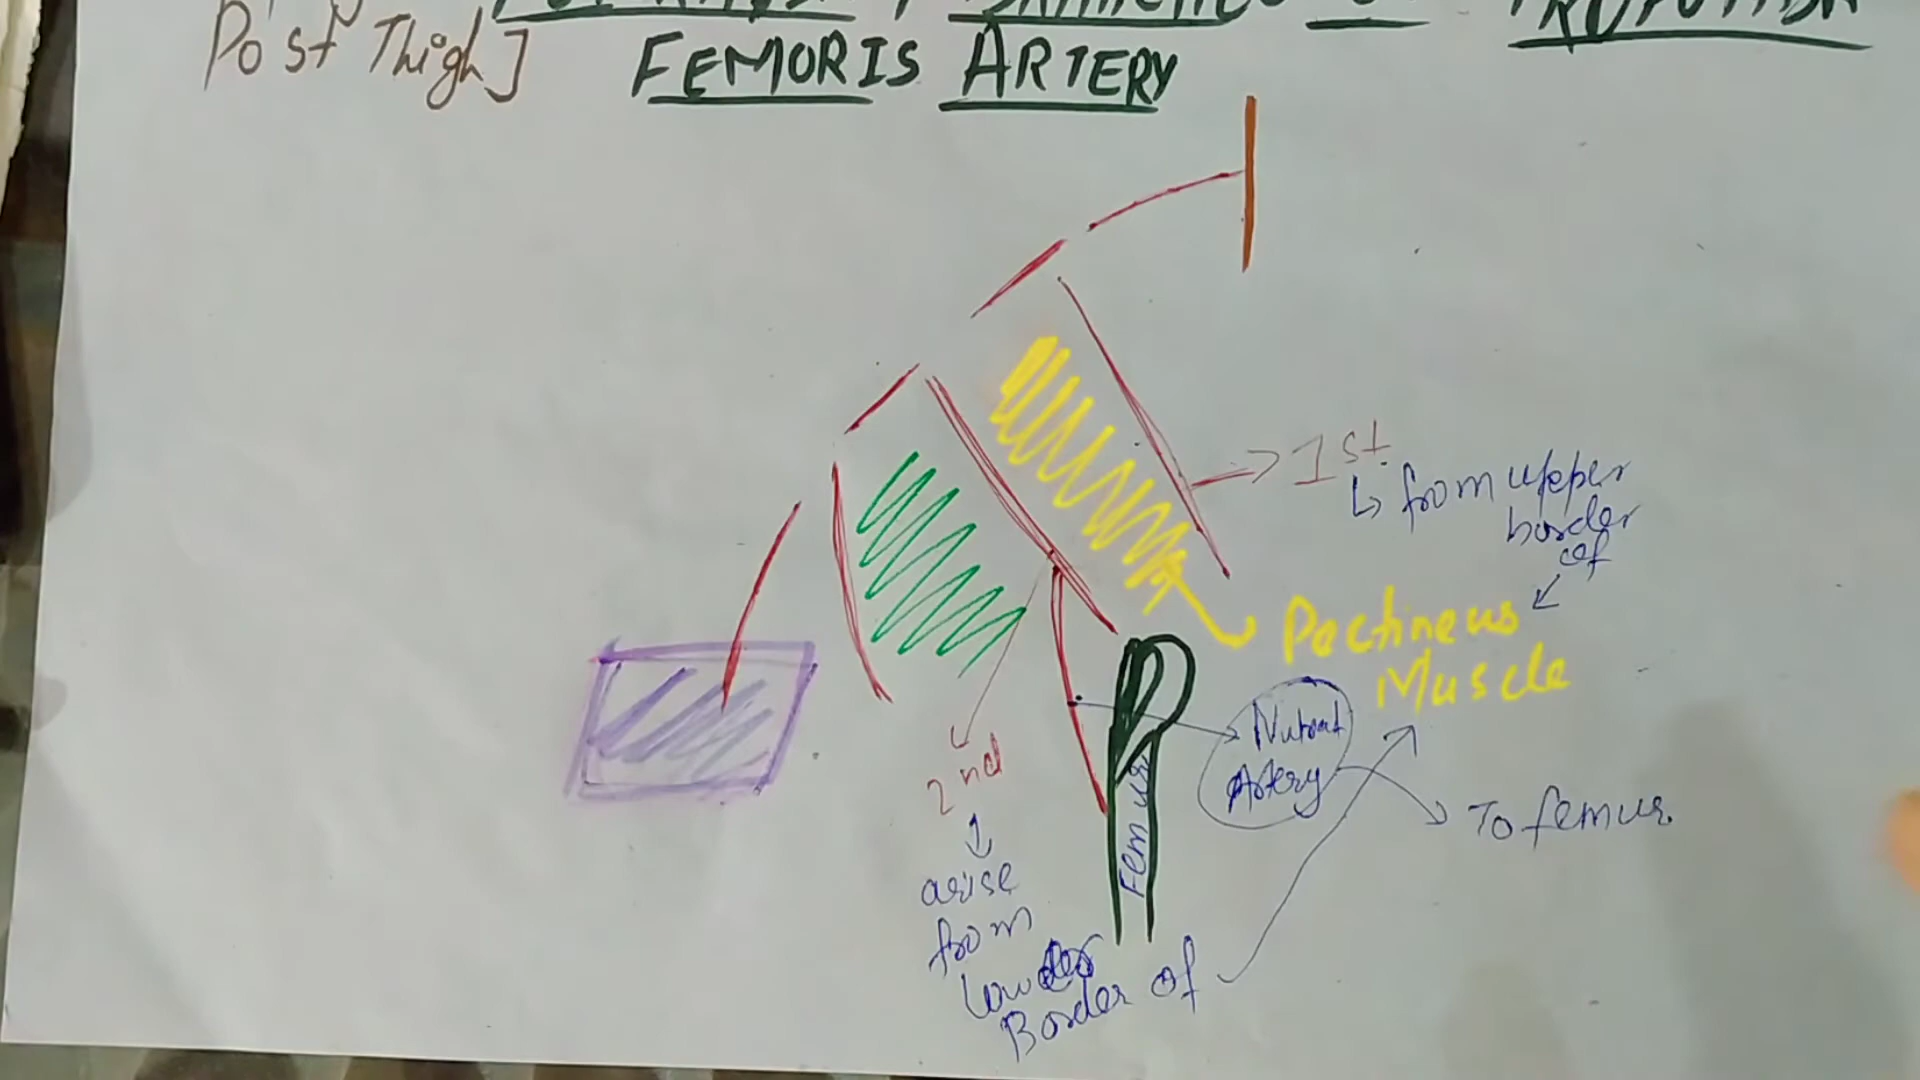 Post Thigh]
FEMORIS ARTERY
1st
↳ from upper
border
of
Pectineus
Muscle
Nutrient
Artery
To femur
Femur
2nd
arise
from
Lower
Border of